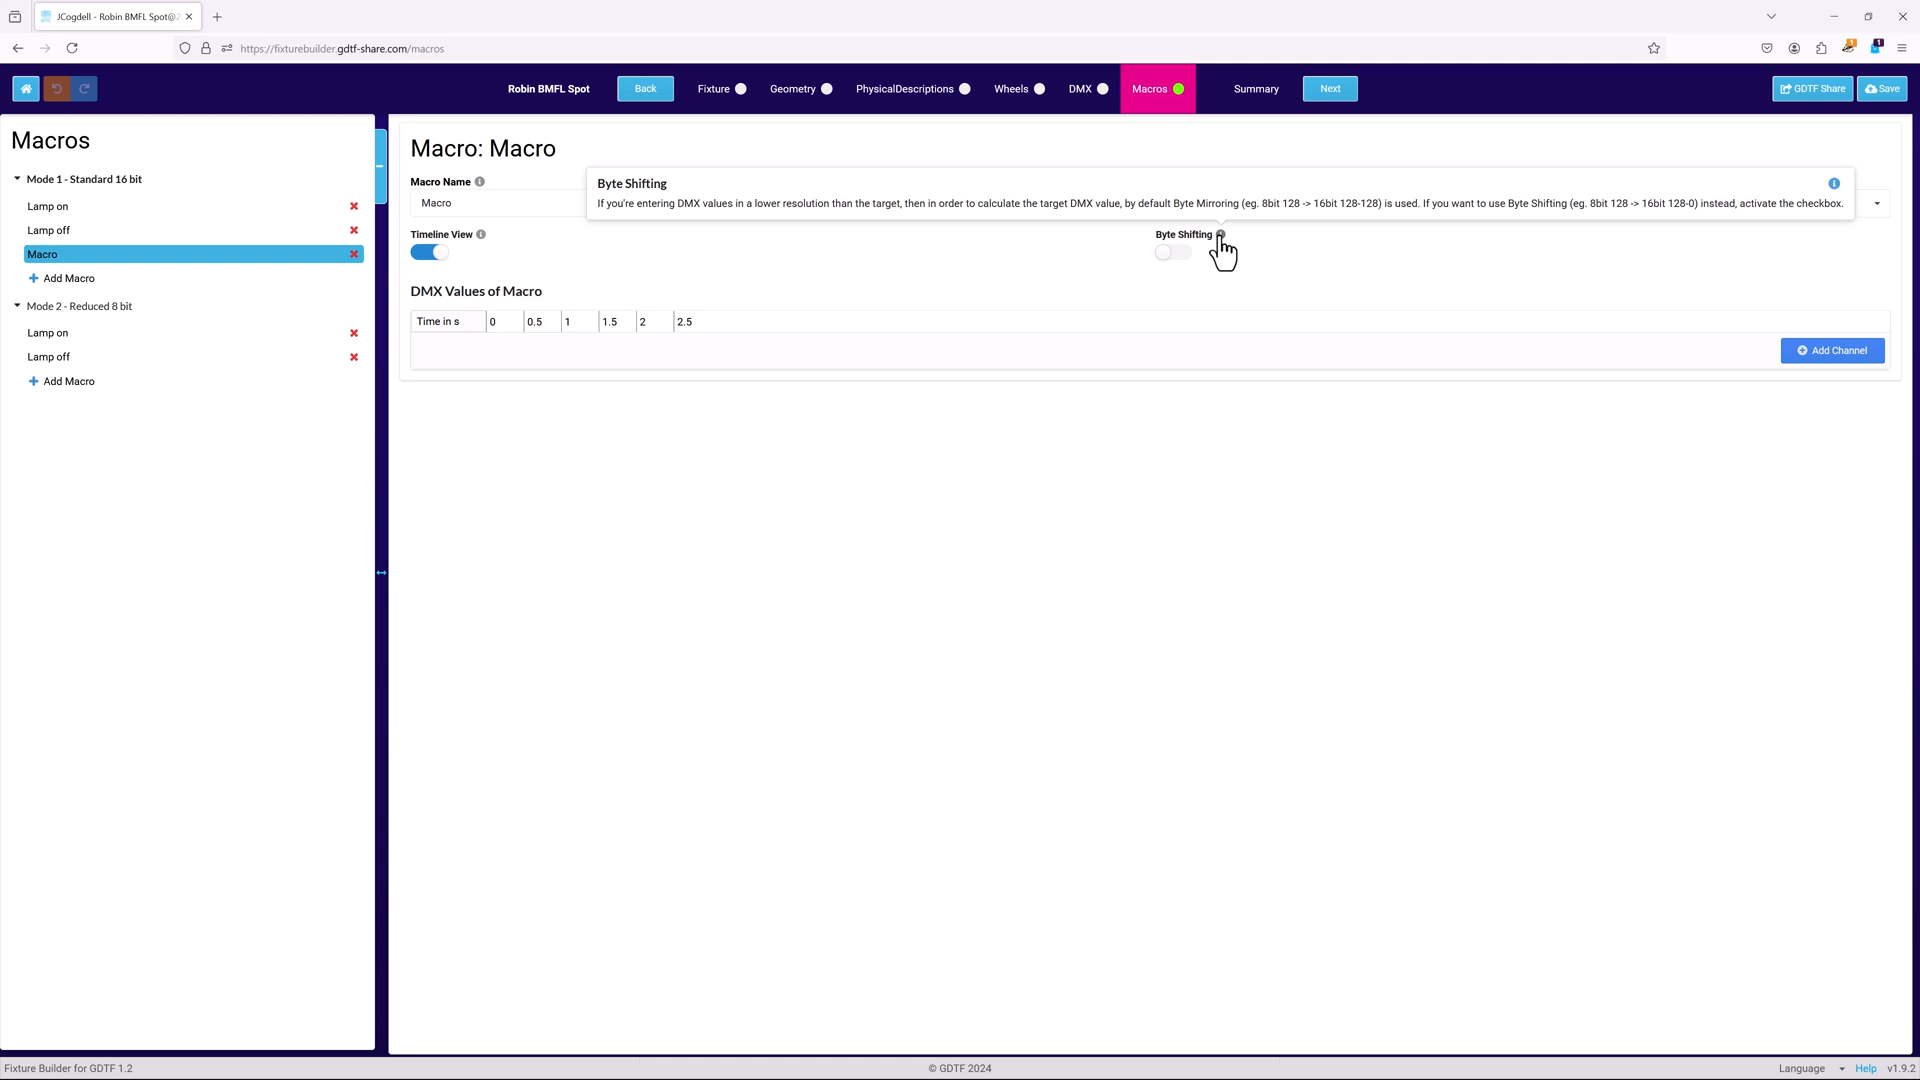 JCogdell - Robin BMFL Spot@2
https://fixturebuilder.gdtf-share.com/macros
1
1
Robin BMFL Spot
Back
Fixture
Geometry
PhysicalDescriptions
Wheels
DMX
Macros
Summary
Next
GDTF Share
Save
Macros
Mode 1 - Standard 16 bit
Lamp on
Lamp off
Macro
Add Macro
Mode 2 - Reduced 8 bit
Lamp on
Lamp off
Add Macro
Macro: Macro
Macro Name
Macro
Byte Shifting
If you're entering DMX values in a lower resolution than the target, then in order to calculate the target DMX value, by default Byte Mirroring (eg. 8bit 128 -> 16bit 128-128) is used. If you want to use Byte Shifting (eg. 8bit 128 -> 16bit 128-0) instead, activate the checkbox.
Timeline View
Byte Shifting
DMX Values of Macro
Time in s 0 0.5 1 1.5 2 2.5
Add Channel
Fixture Builder for GDTF 1.2
© GDTF 2024
Language
Help
v1.9.2